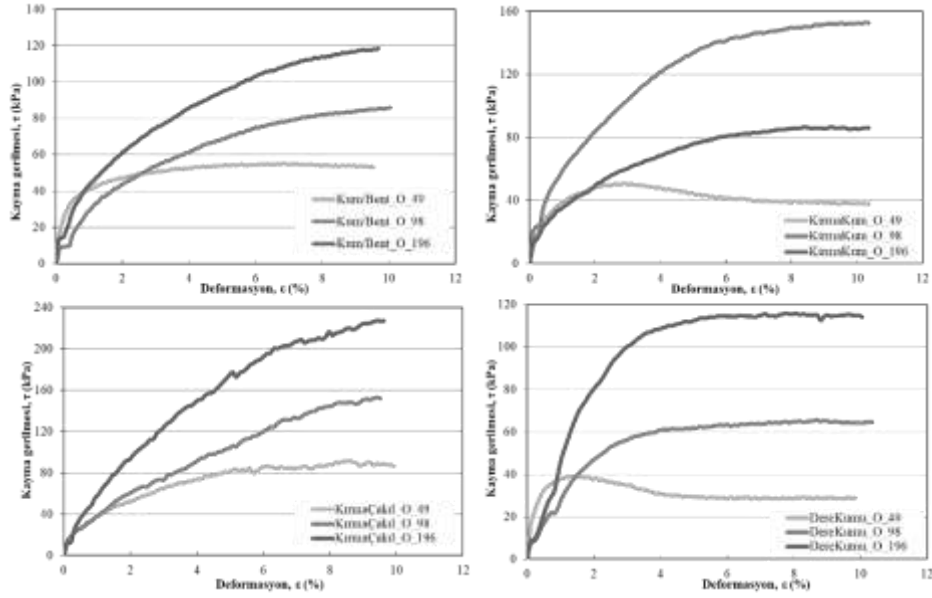 140
120
100
80
60
40
20
0
Kayma gerilmesi, τ (kPa)
0 2 4 6 8 10 12
Deformasyon, ε (%)
Kum/Bent_O_49
Kum/Bent_O_98
Kum/Bent_O_196
160
120
80
40
0
Kayma gerilmesi, τ (kPa)
0 2 4 6 8 10 12
Deformasyon, ε (%)
KırmaKum_O_49
KırmaKum_O_98
KırmaKum_O_196
240
200
160
120
80
40
0
Kayma gerilmesi, τ (kPa)
0 2 4 6 8 10 12
Deformasyon, ε (%)
KırmaÇakıl_O_49
KırmaÇakıl_O_98
KırmaÇakıl_O_196
120
100
80
60
40
20
0
Kayma gerilmesi, τ (kPa)
0 2 4 6 8 10 12
Deformasyon, ε (%)
DereKumu_O_49
DereKumu_O_98
DereKumu_O_196